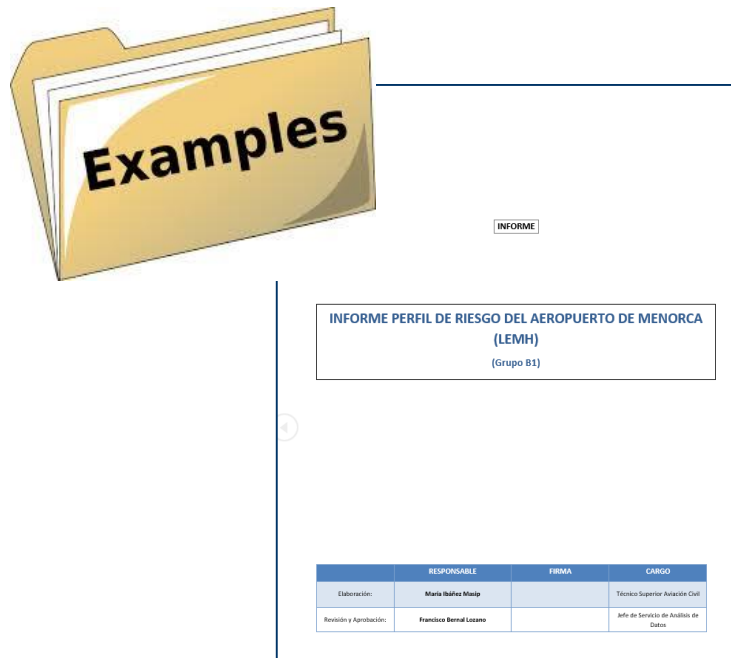 Examples
INFORME
INFORME PERFIL DE RIESGO DEL AEROPUERTO DE MENORCA
(LEMH)
(Grupo B1)
RESPONSABLE FIRMA CARGO
Elaboración: María Ibáñez Masip Técnico Superior Aviación Civil
Revisión y Aprobación: Francisco Bernal Lozano Jefe de Servicio de Análisis de
Datos